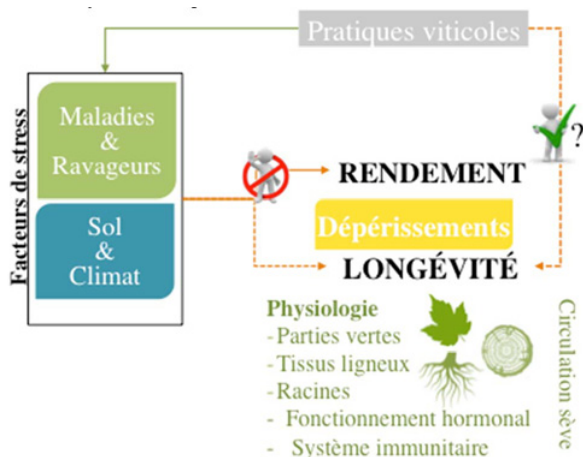 Pratiques viticoles
Facteurs de stress
Maladies
&
Ravageurs
?
RENDEMENT
Sol
&
Climat
Dépérissements
LONGÉVITÉ
Physiologie
-Parties vertes
-Tissus ligneux
-Racines
- Fonctionnement hormonal
- Système immunitaire
Circulation sève